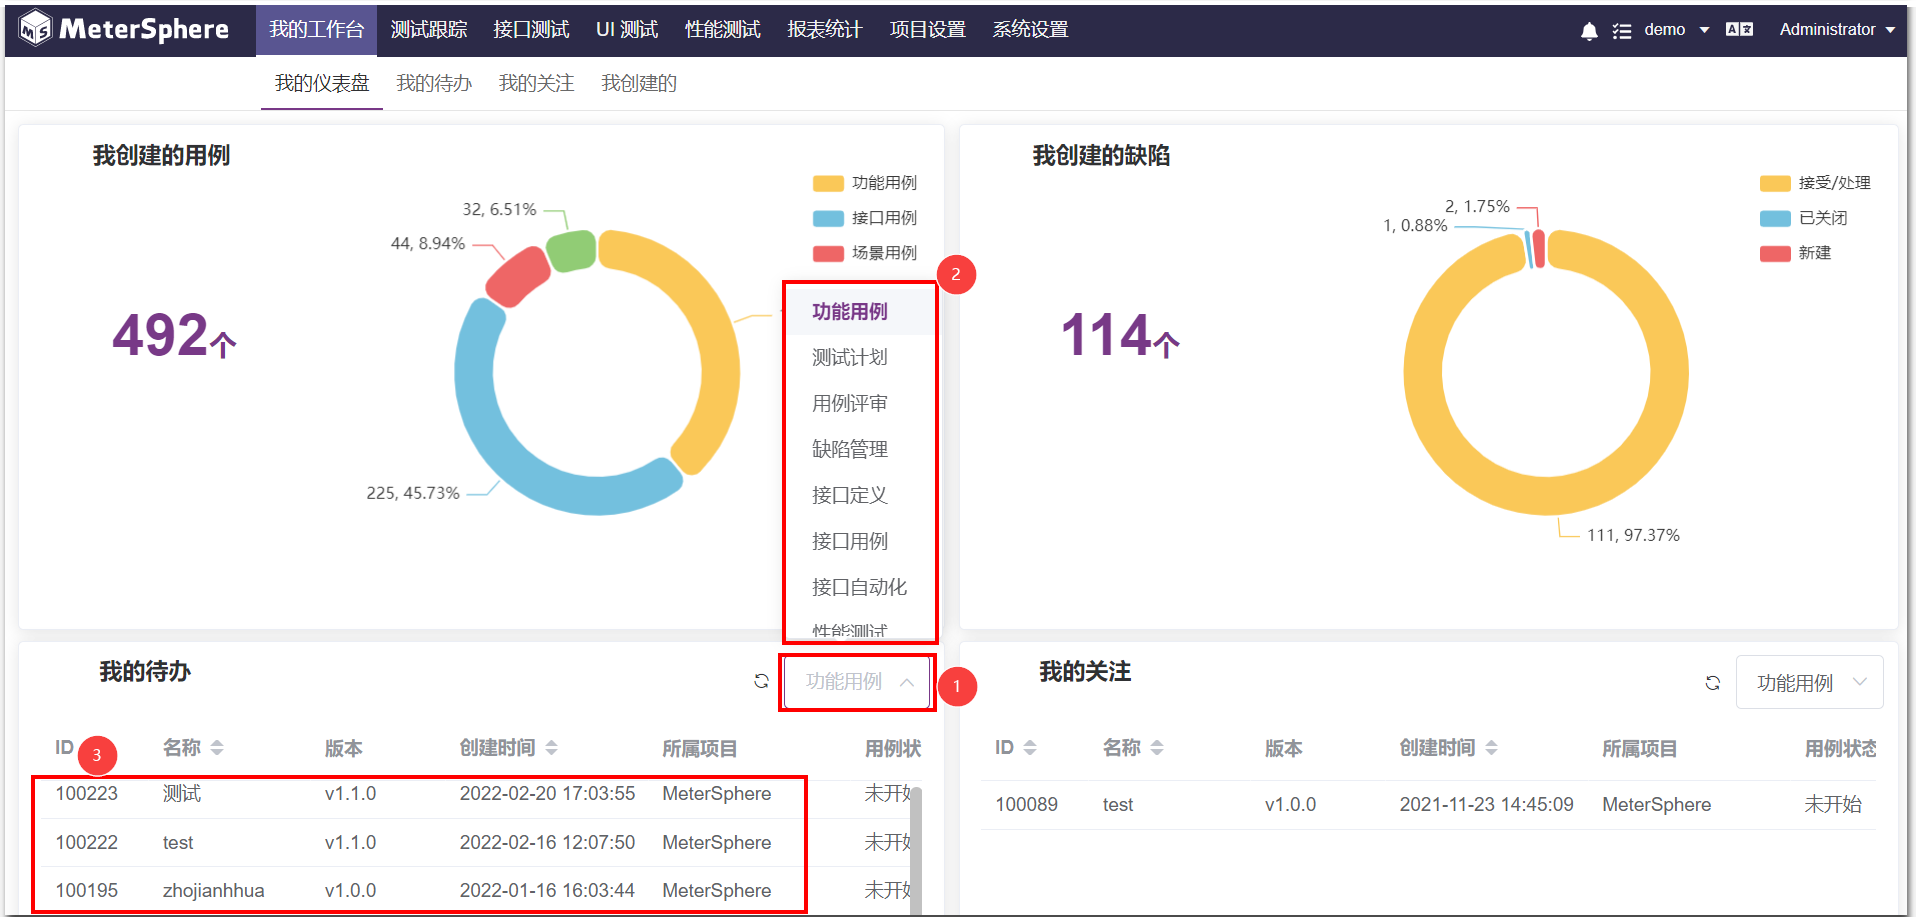 MeterSphere 我的工作台 测试跟踪 接口测试 UI 测试 性能测试 报表统计 项目设置 系统设置 demo Administrator
我的仪表盘 我的待办 我的关注 我创建的
我创建的用例
功能用例
接口用例
场景用例
32, 6.51%
44, 8.94%
492个
225, 45.73%
2
功能用例
测试计划
用例评审
缺陷管理
接口定义
接口用例
接口自动化
性能测试
我创建的缺陷
接受/处理
已关闭
新建
2, 1.75%
1, 0.88%
114个
111, 97.37%
我的待办
功能用例
1
ID 名称 版本 创建时间 所属项目 用例状
3
100223 测试 v1.1.0 2022-02-20 17:03:55 MeterSphere 未开始
100222 test v1.1.0 2022-02-16 12:07:50 MeterSphere 未开始
100195 zhojianhhua v1.0.0 2022-01-16 16:03:44 MeterSphere 未开始
我的关注
功能用例
ID 名称 版本 创建时间 所属项目 用例状态
100089 test v1.0.0 2021-11-23 14:45:09 MeterSphere 未开始